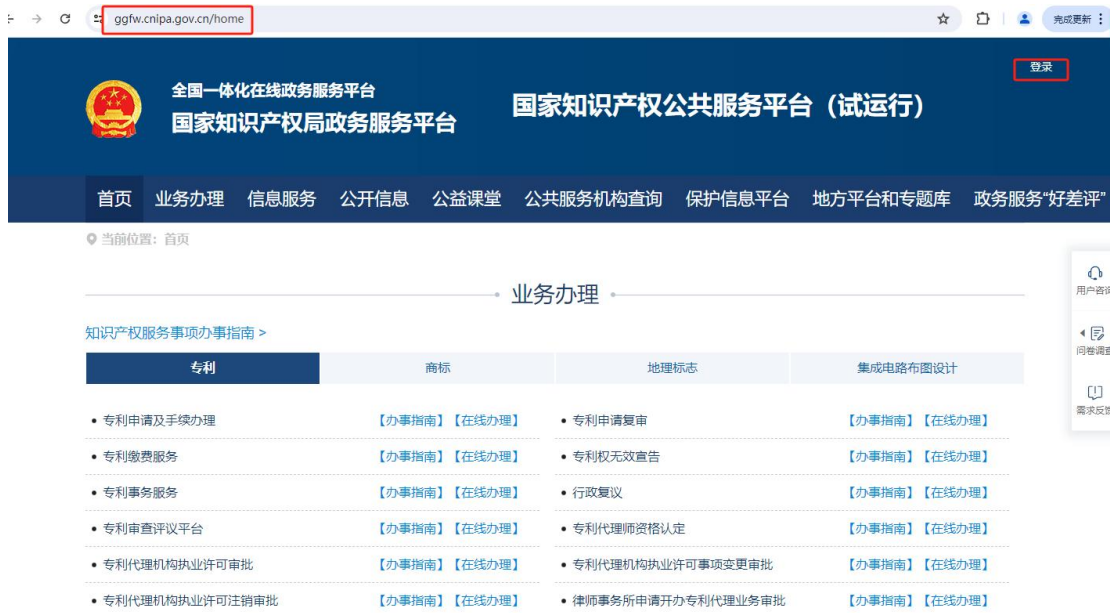 ggfw.cnipa.gov.cn/home
完成更新
登录
全国一体化在线政务服务平台
国家知识产权局政务服务平台
国家知识产权公共服务平台（试运行）
首页 业务办理 信息服务 公开信息 公益课堂 公共服务机构查询 保护信息平台 地方平台和专题库 政务服务“好差评”
当前位置：首页
业务办理
用户咨询
知识产权服务事项办事指南 >
问卷调查
专利 商标 地理标志 集成电路布图设计
需求反馈
• 专利申请及手续办理 【办事指南】【在线办理】 • 专利申请复审 【办事指南】【在线办理】
• 专利缴费服务 【办事指南】【在线办理】 • 专利权无效宣告 【办事指南】【在线办理】
• 专利事务服务 【办事指南】【在线办理】 • 行政复议 【办事指南】【在线办理】
• 专利审查评议平台 【办事指南】【在线办理】 • 专利代理师资格认定 【办事指南】【在线办理】
• 专利代理机构执业许可审批 【办事指南】【在线办理】 • 专利代理机构执业许可事项变更审批 【办事指南】【在线办理】
• 专利代理机构执业许可注销审批 【办事指南】【在线办理】 • 律师事务所申请开办专利代理业务审批 【办事指南】【在线办理】